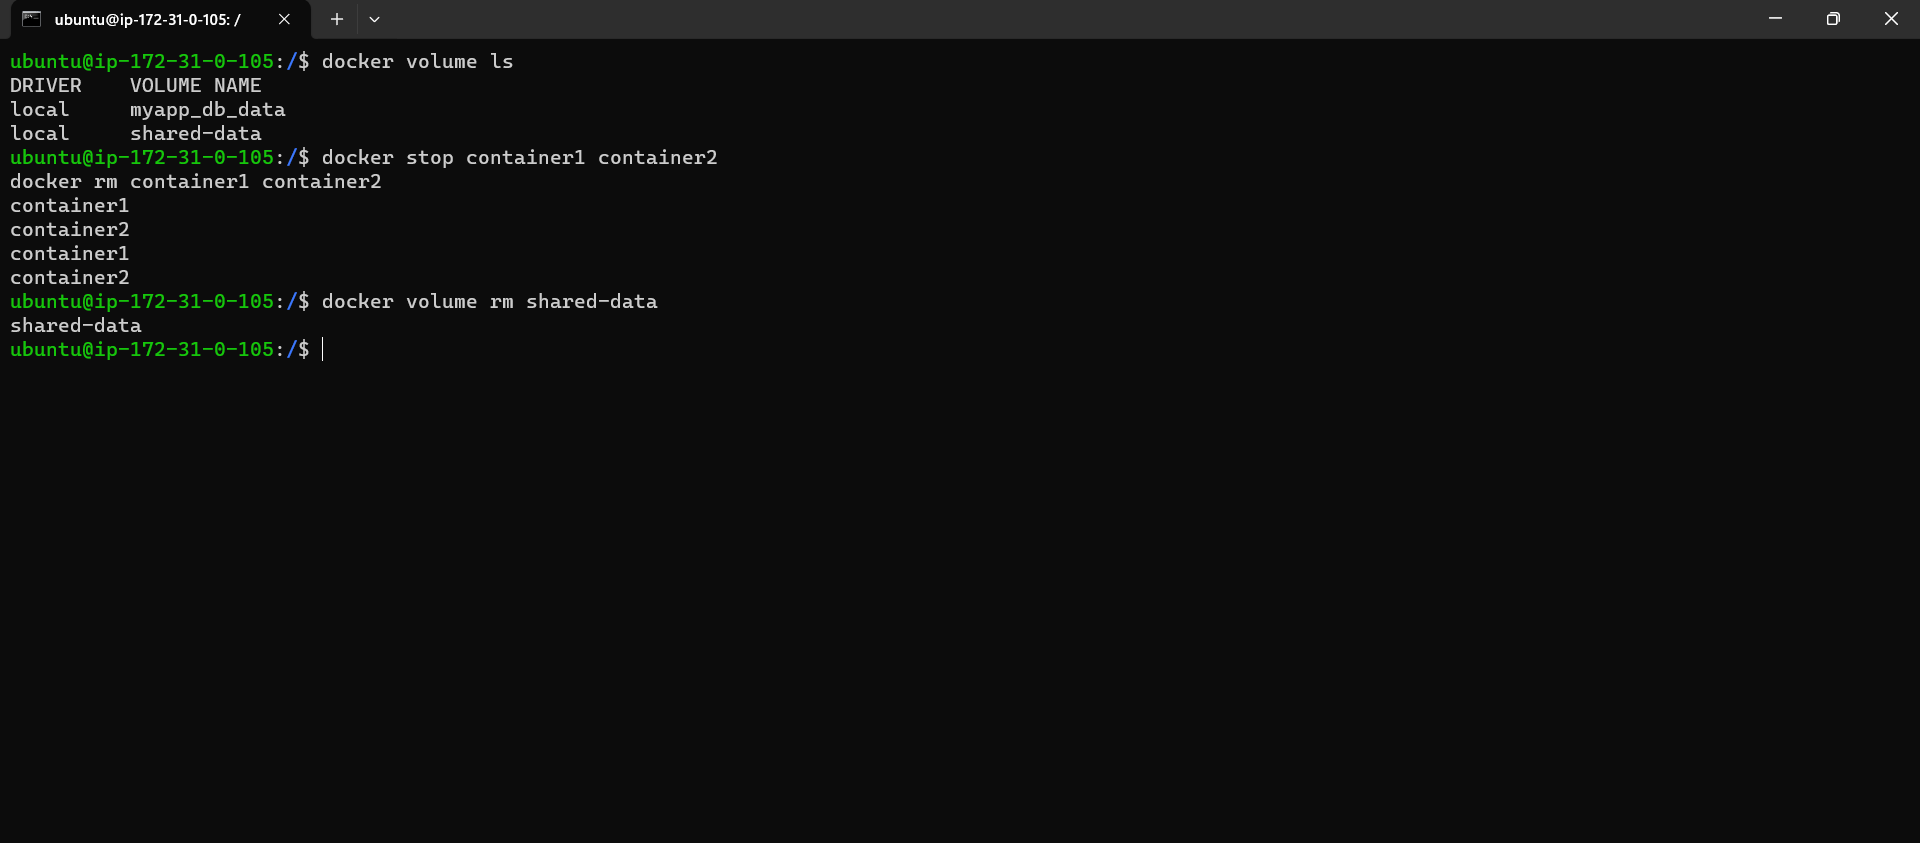 ubuntu@ip-172-31-0-105: /
ubuntu@ip-172-31-0-105:/$ docker volume ls
DRIVER    VOLUME NAME
local     myapp_db_data
local     shared-data
ubuntu@ip-172-31-0-105:/$ docker stop container1 container2
docker rm container1 container2
container1
container2
container1
container2
ubuntu@ip-172-31-0-105:/$ docker volume rm shared-data
shared-data
ubuntu@ip-172-31-0-105:/$